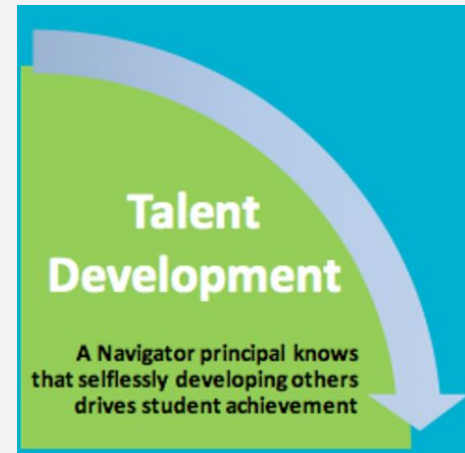 Talent
Development
A Navigator principal knows
that selflessly developing others
drives student achievement